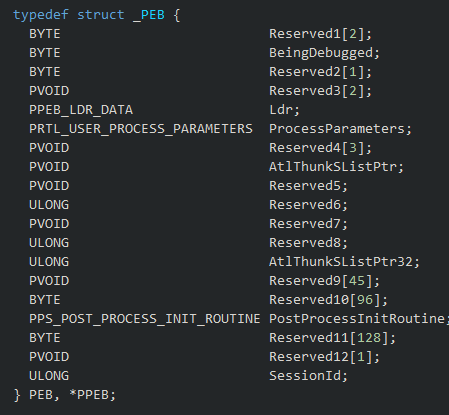 typedef struct _PEB {
  BYTE                          Reserved1[2];
  BYTE                          BeingDebugged;
  BYTE                          Reserved2[1];
  PVOID                         Reserved3[2];
  PPEB_LDR_DATA                 Ldr;
  PRTL_USER_PROCESS_PARAMETERS  ProcessParameters;
  PVOID                         Reserved4[3];
  PVOID                         AtlThunkSListPtr;
  PVOID                         Reserved5;
  ULONG                         Reserved6;
  PVOID                         Reserved7;
  ULONG                         Reserved8;
  ULONG                         AtlThunkSListPtr32;
  PVOID                         Reserved9[45];
  BYTE                          Reserved10[96];
  PPS_POST_PROCESS_INIT_ROUTINE PostProcessInitRoutine;
  BYTE                          Reserved11[128];
  PVOID                         Reserved12[1];
  ULONG                         SessionId;
} PEB, *PPEB;